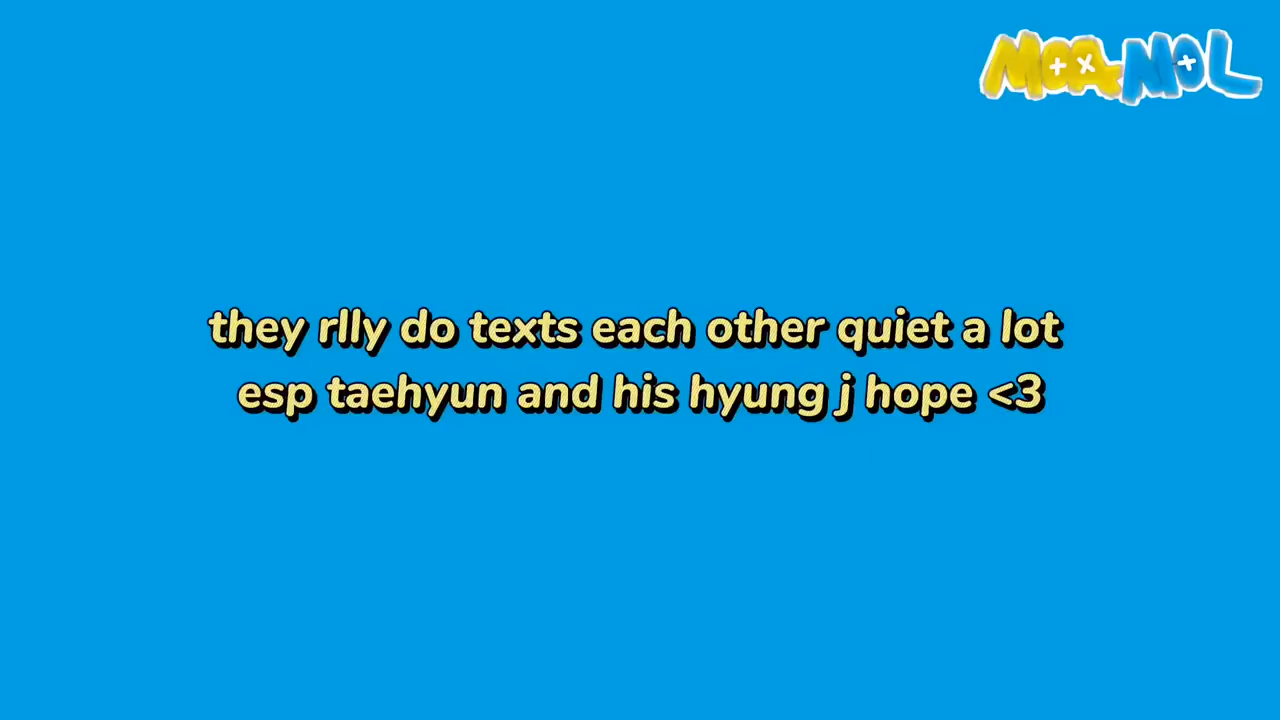 MOA MOL
they rlly do texts each other quiet a lot
esp taehyun and his hyung j hope <3